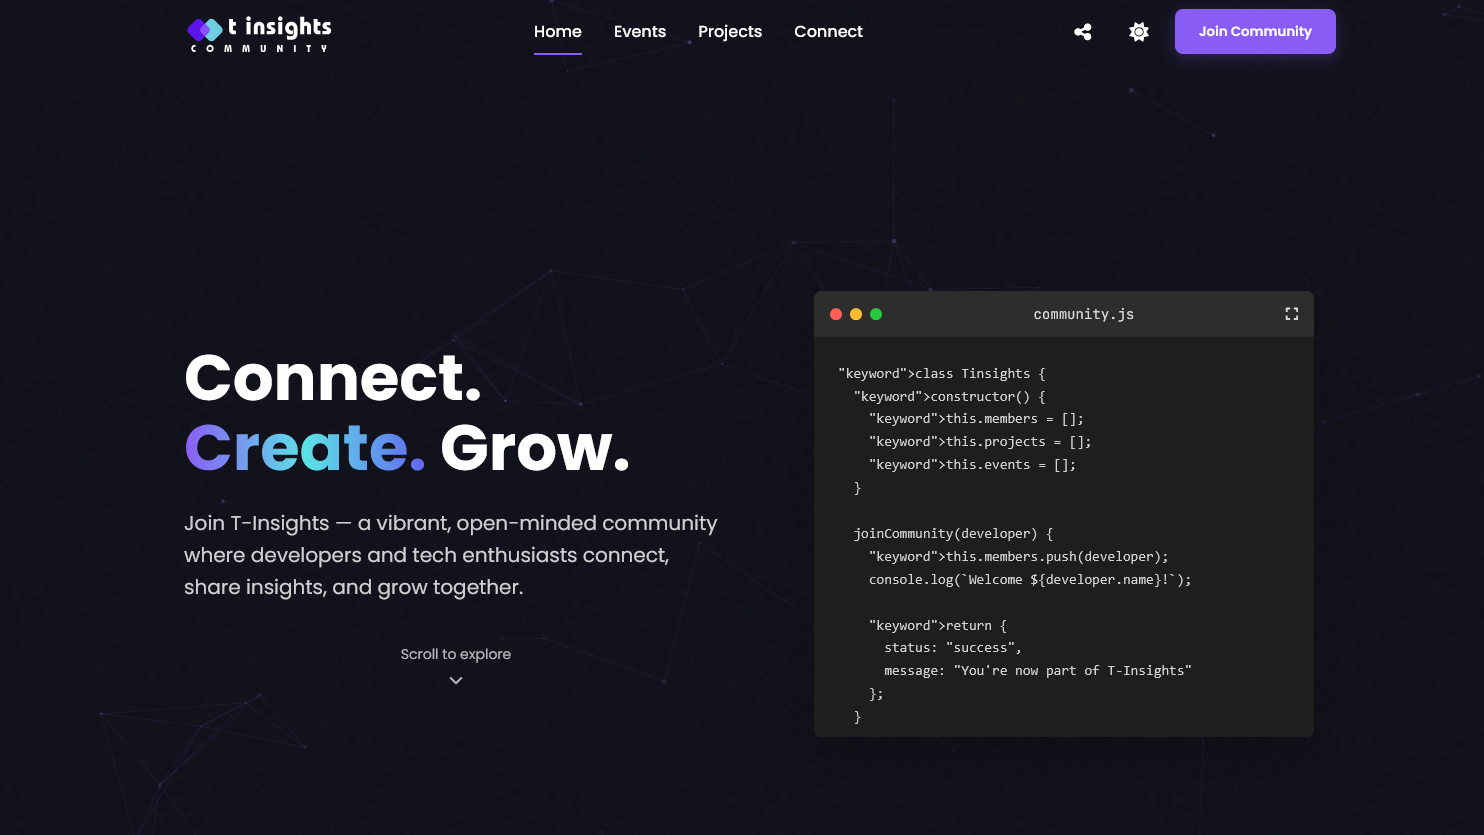 t insights
COMMUNITY
Home
Events
Projects
Connect
Join Community
Connect.
Create. Grow.
Join T-Insights — a vibrant, open-minded community
where developers and tech enthusiasts connect,
share insights, and grow together.
Scroll to explore
community.js
"keyword">class Tinsights {
  "keyword">constructor() {
    "keyword">this.members = [];
    "keyword">this.projects = [];
    "keyword">this.events = [];
  }
  joinCommunity(developer) {
    "keyword">this.members.push(developer);
    console.log(`Welcome ${developer.name}!`);
    "keyword">return {
      status: "success",
      message: "You're now part of T-Insights"
    };
  }